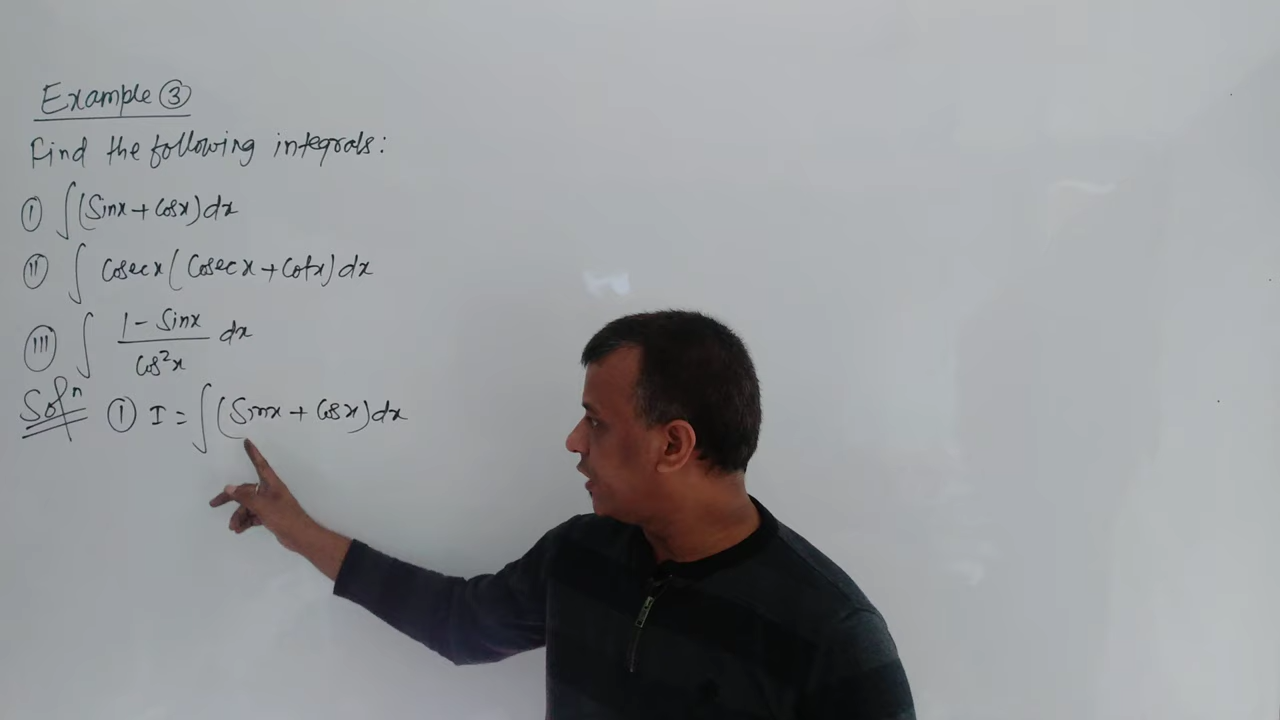 Example ③
Find the following integrals:
Ⓘ ∫(Sinx + Cosx) dx
ⓘⓘ ∫ Cosec x (Cosec x + Cotx) dx
ⓘⓘⓘ ∫ (1 - Sinx)/(Cos²x) dx
Solⁿ Ⓘ I = ∫(Sinx + Cosx) dx